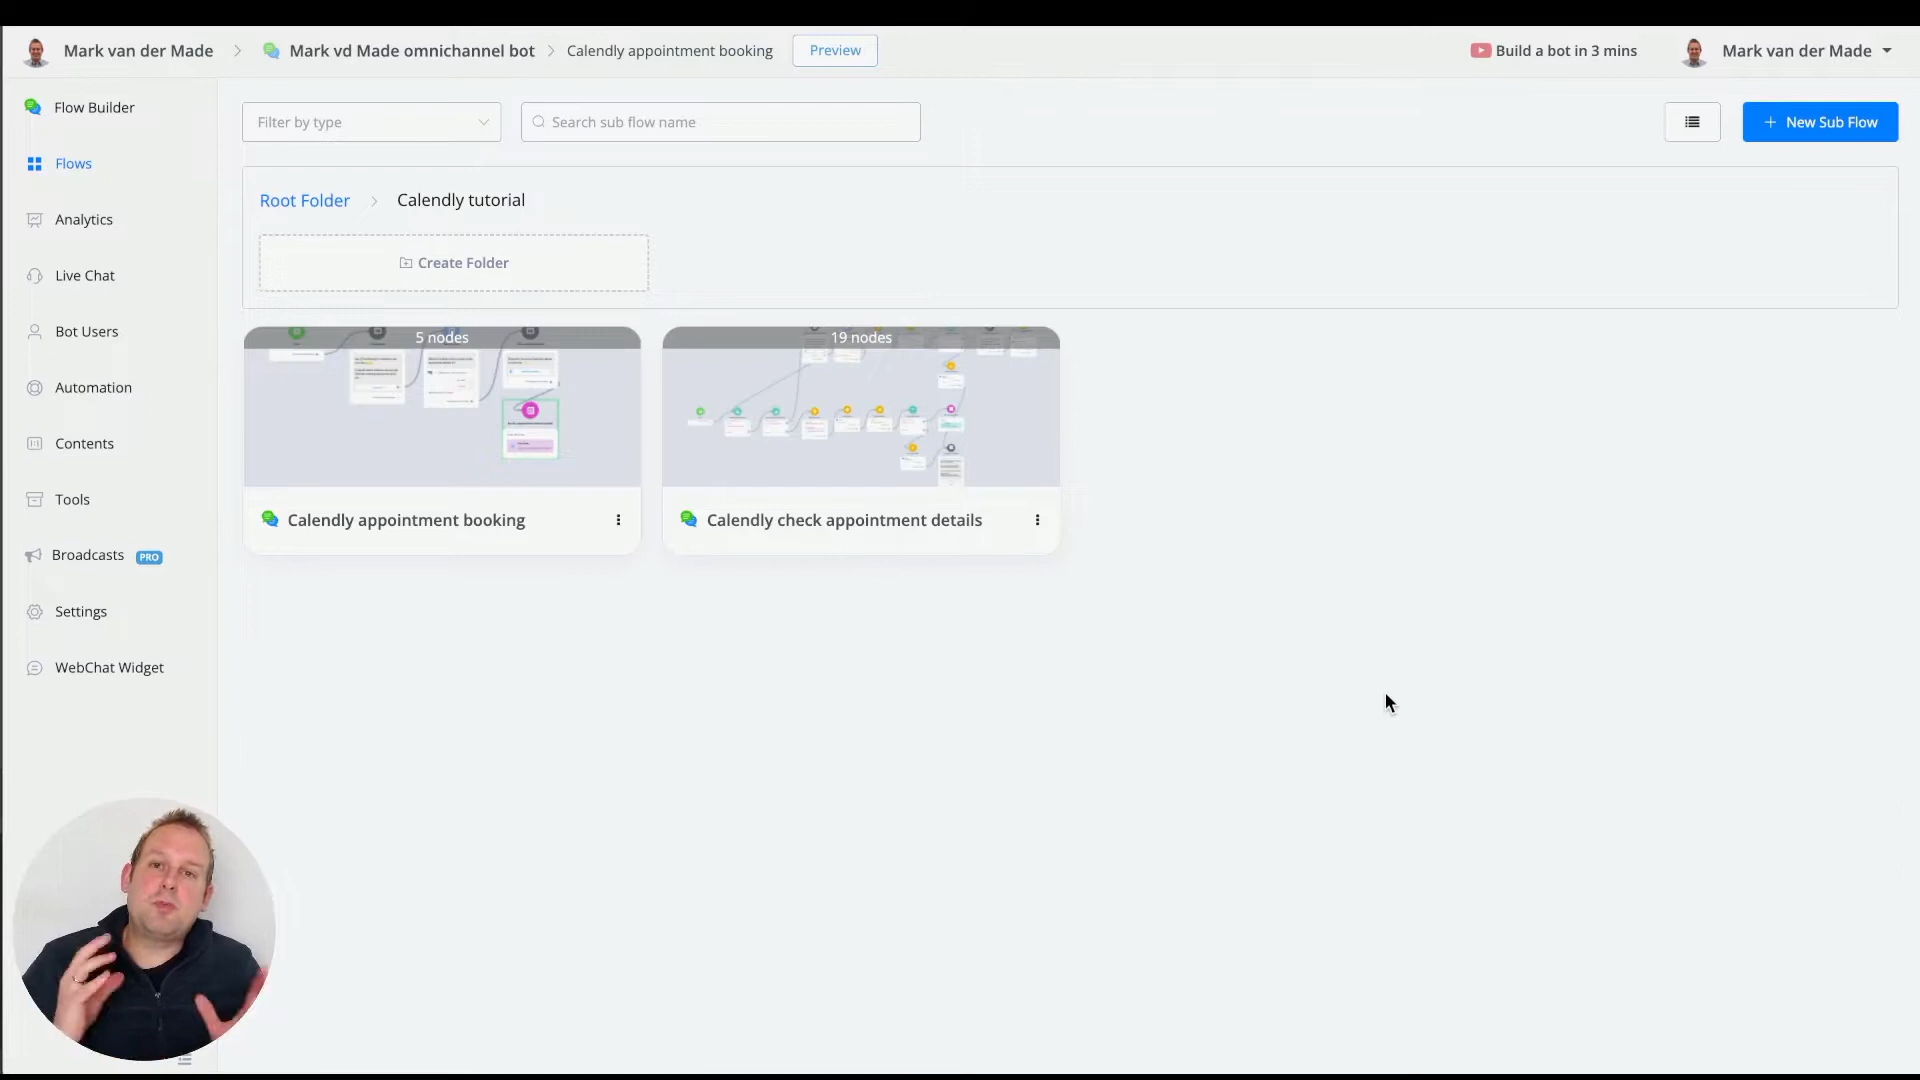 Mark van der Made
Mark vd Made omnichannel bot
Calendly appointment booking
Preview
Build a bot in 3 mins
Mark van der Made
Flow Builder
Flows
Analytics
Live Chat
Bot Users
Automation
Contents
Tools
Broadcasts PRO
Settings
WebChat Widget
Filter by type
Search sub flow name
+ New Sub Flow
Root Folder > Calendly tutorial
Create Folder
5 nodes
19 nodes
Calendly appointment booking
Calendly check appointment details